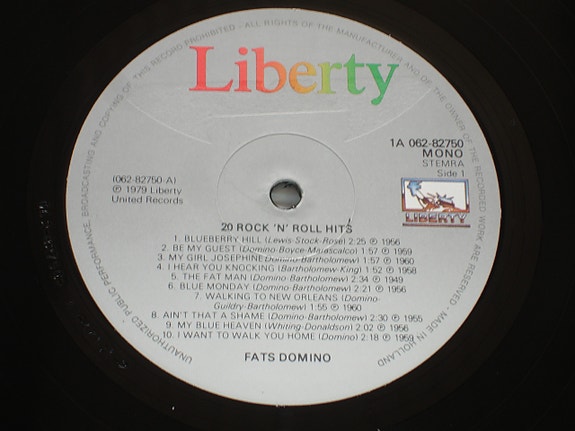 UNAUTHORIZED PUBLIC PERFORMANCE, BROADCASTING AND COPYING OF THIS RECORD PROHIBITED - ALL RIGHTS OF THE MANUFACTURER AND OF THE OWNER OF THE RECORDED WORK ARE RESERVED. MADE IN HOLLAND
Liberty
1A 062-82750
MONO
STEMRA
Side 1
(062-82750-A)
℗ 1979 Liberty
United Records
LIBERTY
20 ROCK 'N' ROLL HITS
1. BLUEBERRY HILL (Lewis-Stock-Rose) 2:25 ℗ 1956
2. BE MY GUEST (Domino-Boyce-Marascalco) 1:57 ℗ 1959
3. MY GIRL JOSEPHINE (Domino-Bartholomew) 1:57 ℗ 1960
4. I HEAR YOU KNOCKING (Bartholomew-King) 1:52 ℗ 1958
5. THE FAT MAN (Domino-Bartholomew) 2:34 ℗ 1949
6. BLUE MONDAY (Domino-Bartholomew) 2:21 ℗ 1956
7. WALKING TO NEW ORLEANS (Domino-
Guildry-Bartholomew) 1:55 ℗ 1960
8. AIN'T THAT A SHAME (Domino-Bartholomew) 2:30 ℗ 1955
9. MY BLUE HEAVEN (Whiting-Donaldson) 2:02 ℗ 1956
10. I WANT TO WALK YOU HOME (Domino) 2:18 ℗ 1959
FATS DOMINO